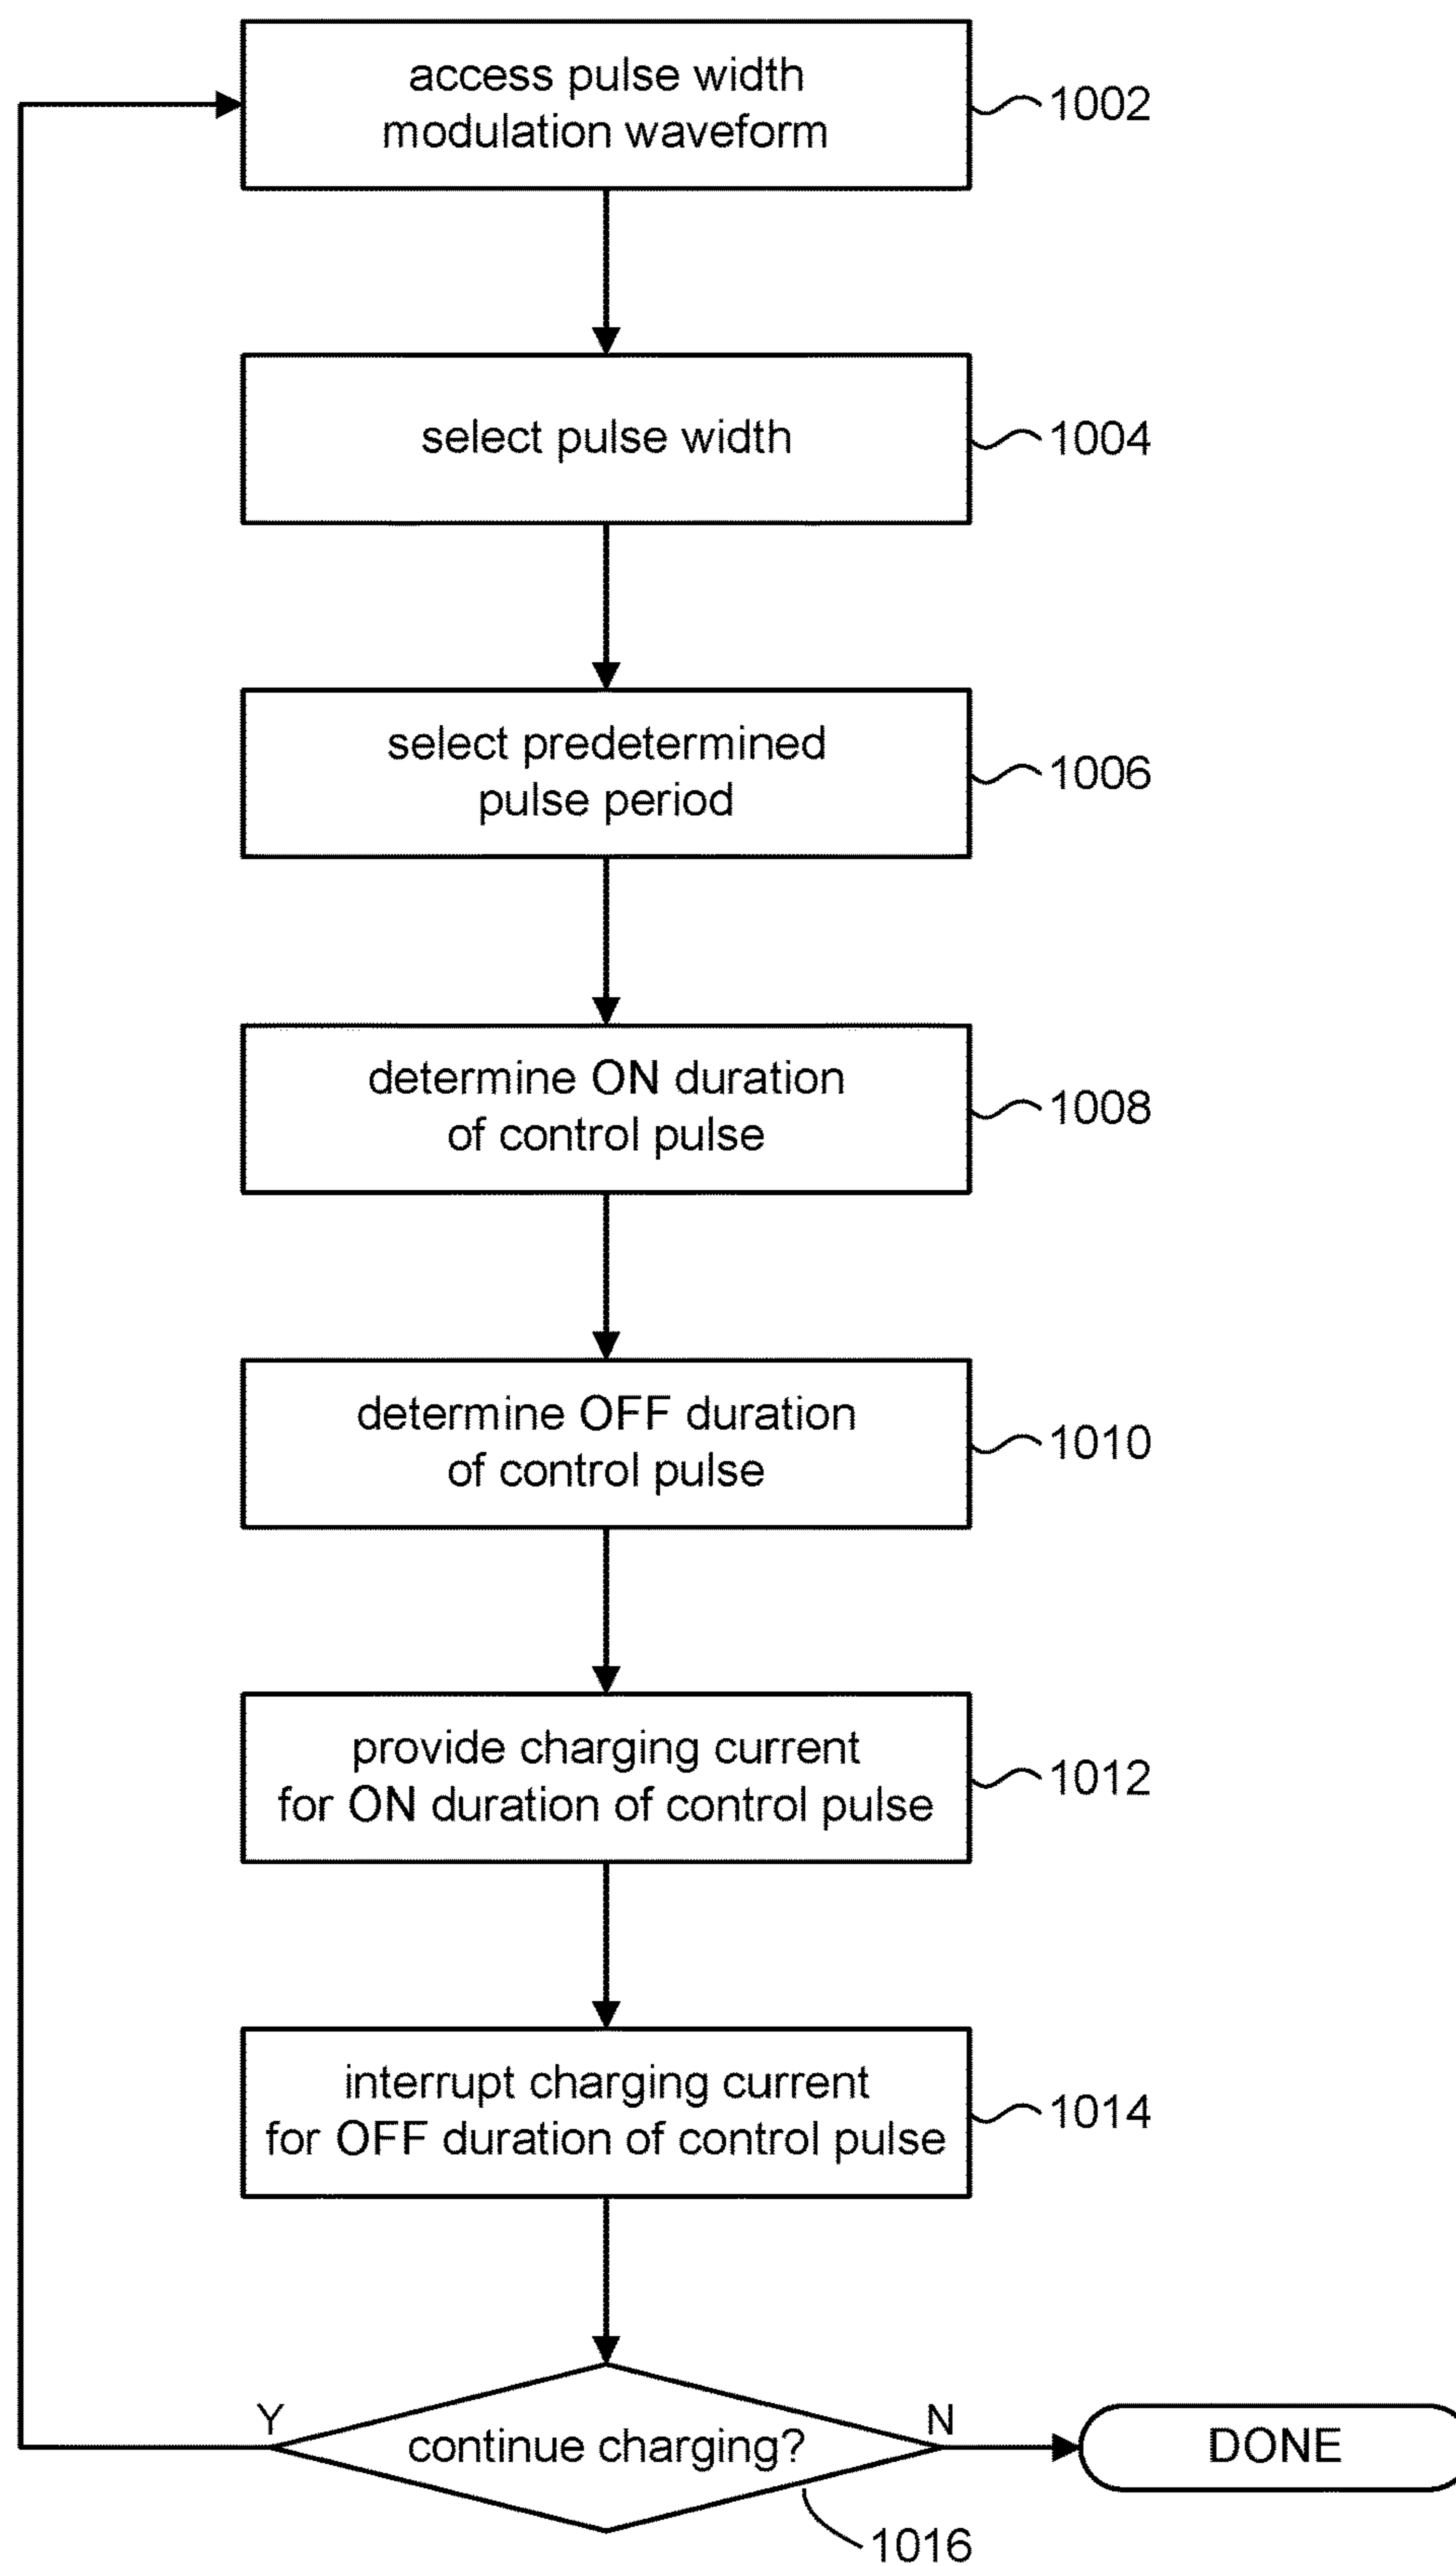 access pulse width
modulation waveform
1002
select pulse width
1004
select predetermined
pulse period
1006
determine ON duration
of control pulse
1008
determine OFF duration
of control pulse
1010
provide charging current
for ON duration of control pulse
1012
interrupt charging current
for OFF duration of control pulse
1014
Y
continue charging?
N
DONE
1016